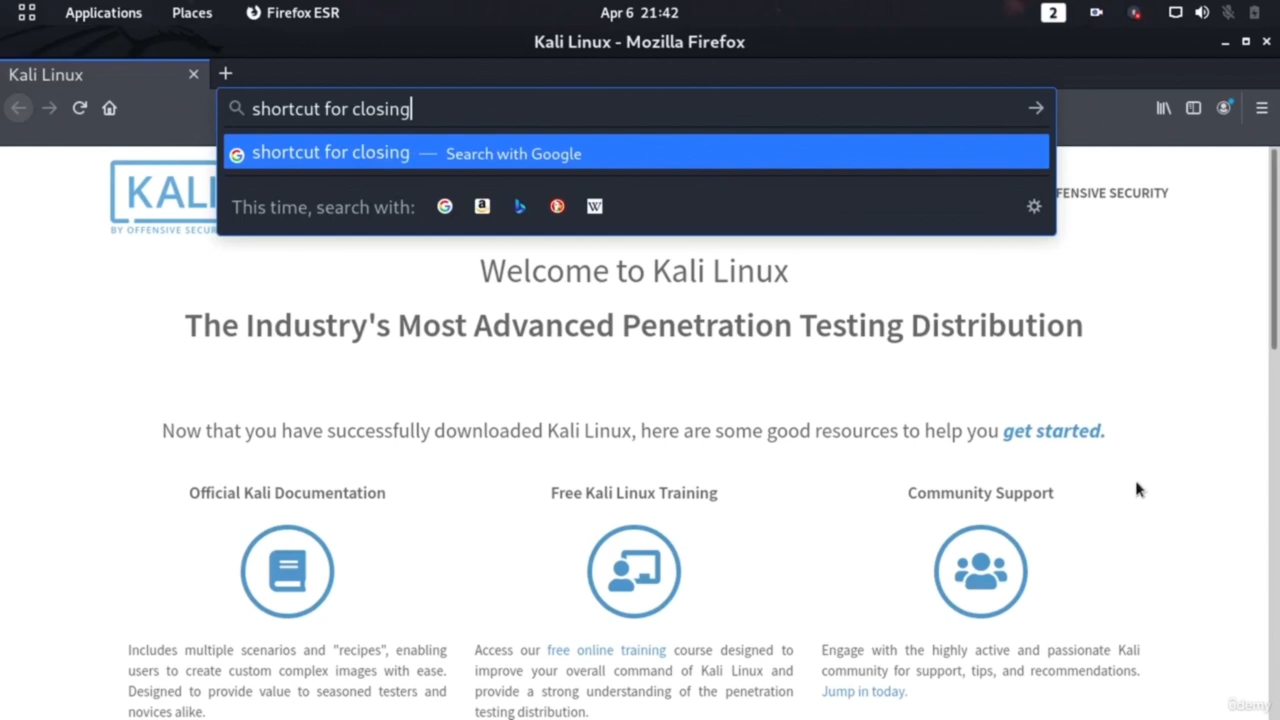 Applications Places Firefox ESR Apr 6 21:42 2
Kali Linux - Mozilla Firefox
Kali Linux
shortcut for closing
shortcut for closing — Search with Google
This time, search with:
KALI
BY OFFENSIVE SECUR
FENSIVE SECURITY
Welcome to Kali Linux
The Industry's Most Advanced Penetration Testing Distribution
Now that you have successfully downloaded Kali Linux, here are some good resources to help you get started.
Official Kali Documentation
Includes multiple scenarios and "recipes", enabling
users to create custom complex images with ease.
Designed to provide value to seasoned testers and
novices alike.
Free Kali Linux Training
Access our free online training course designed to
improve your overall command of Kali Linux and
provide a strong understanding of the penetration
testing distribution.
Community Support
Engage with the highly active and passionate Kali
community for support, tips, and recommendations.
Jump in today.
ûdemy